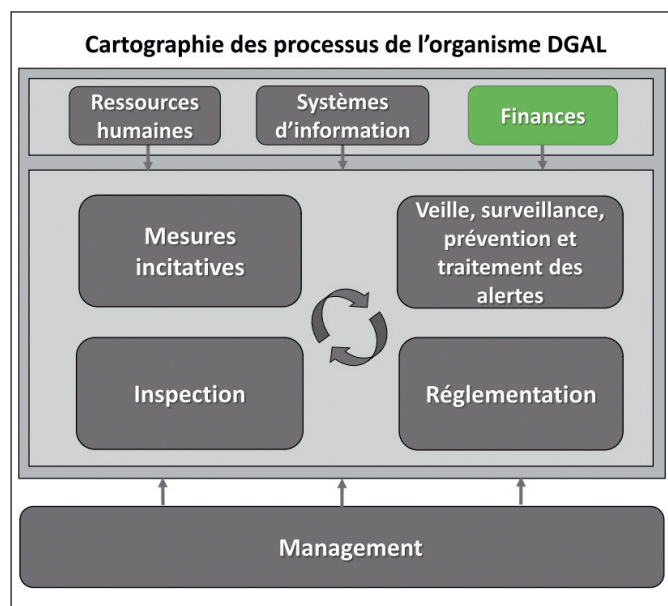 Cartographie des processus de l’organisme DGAL
Ressources
humaines
Systèmes
d’information
Finances
Mesures
incitatives
Veille, surveillance,
prévention et
traitement des
alertes
Inspection
Réglementation
Management